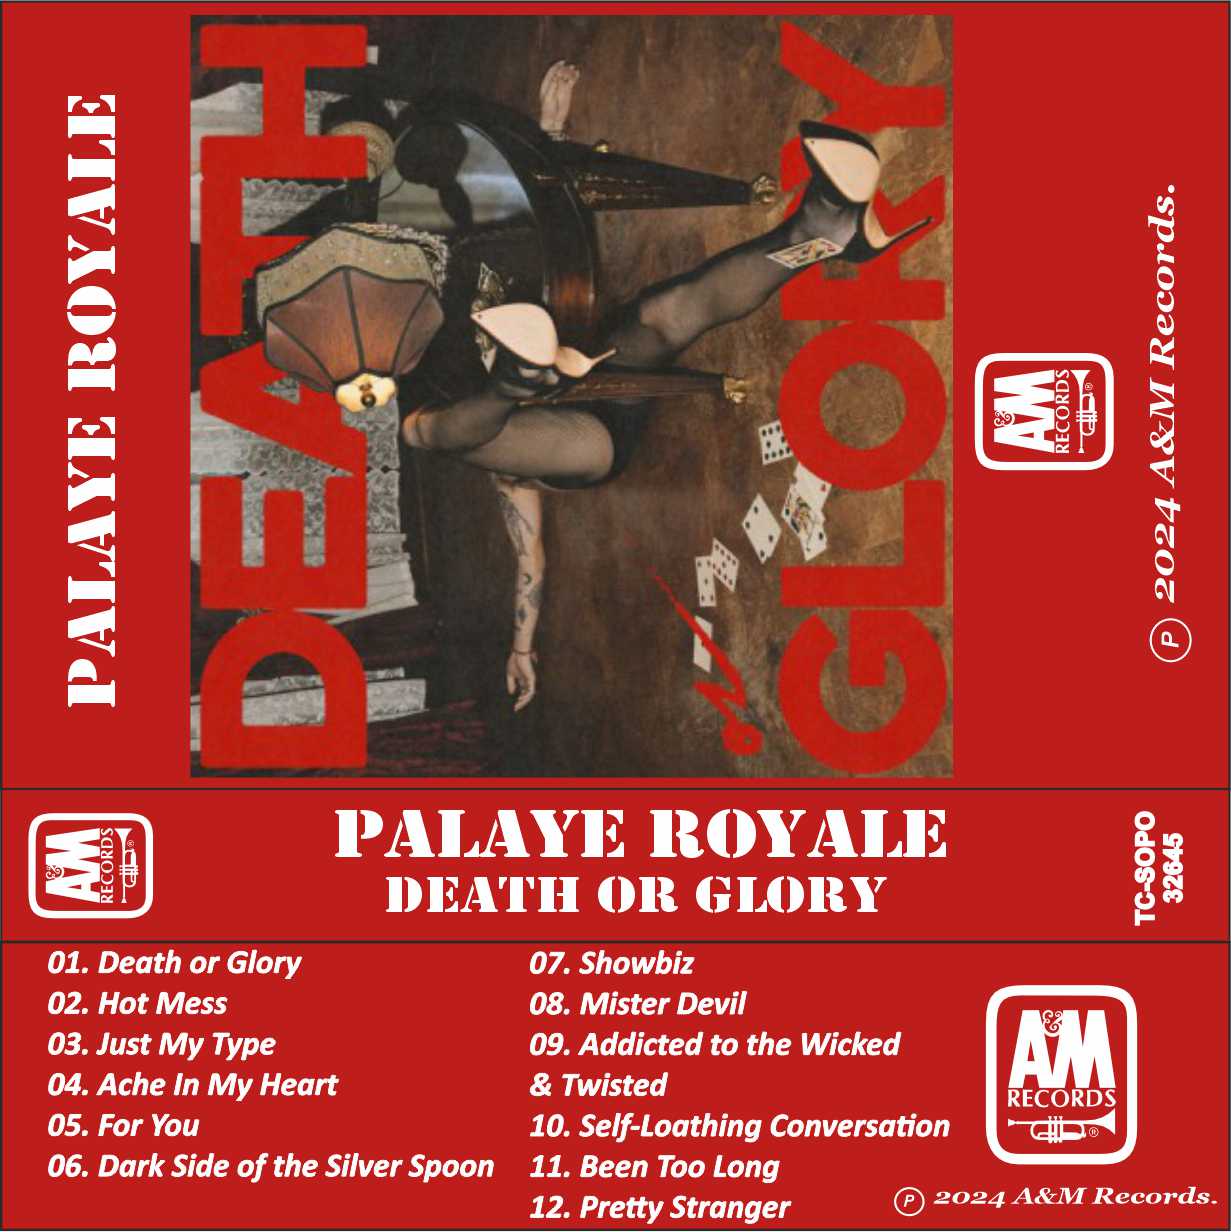 PALAYE ROYALE
DEATH
or
GLORY
A&M
RECORDS
®
Ⓟ 2024 A&M Records.
A&M
RECORDS
®
PALAYE ROYALE
DEATH OR GLORY
TC-SOPO
32645
01. Death or Glory
02. Hot Mess
03. Just My Type
04. Ache In My Heart
05. For You
06. Dark Side of the Silver Spoon
07. Showbiz
08. Mister Devil
09. Addicted to the Wicked
& Twisted
10. Self-Loathing Conversation
11. Been Too Long
12. Pretty Stranger
A&M
RECORDS
®
Ⓟ 2024 A&M Records.